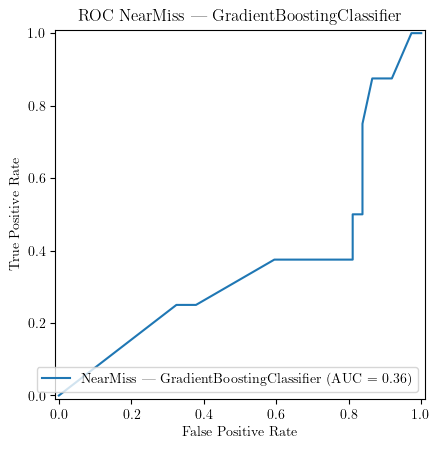 ROC NearMiss — GradientBoostingClassifier
1.0
0.8
0.6
0.4
0.2
0.0
True Positive Rate
NearMiss — GradientBoostingClassifier (AUC = 0.36)
0.0 0.2 0.4 0.6 0.8 1.0
False Positive Rate